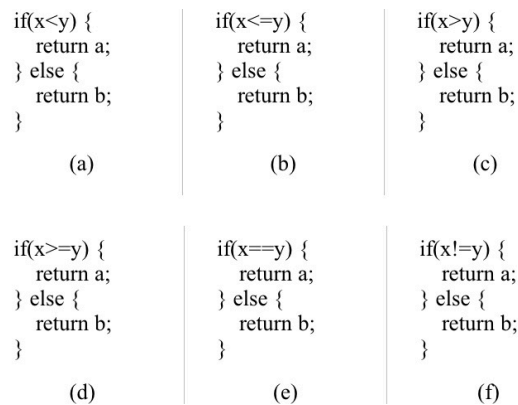 if(x<y) {
return a;
} else {
return b;
}
(a)
if(x<=y) {
return a;
} else {
return b;
}
(b)
if(x>y) {
return a;
} else {
return b;
}
(c)
if(x>=y) {
return a;
} else {
return b;
}
(d)
if(x==y) {
return a;
} else {
return b;
}
(e)
if(x!=y) {
return a;
} else {
return b;
}
(f)